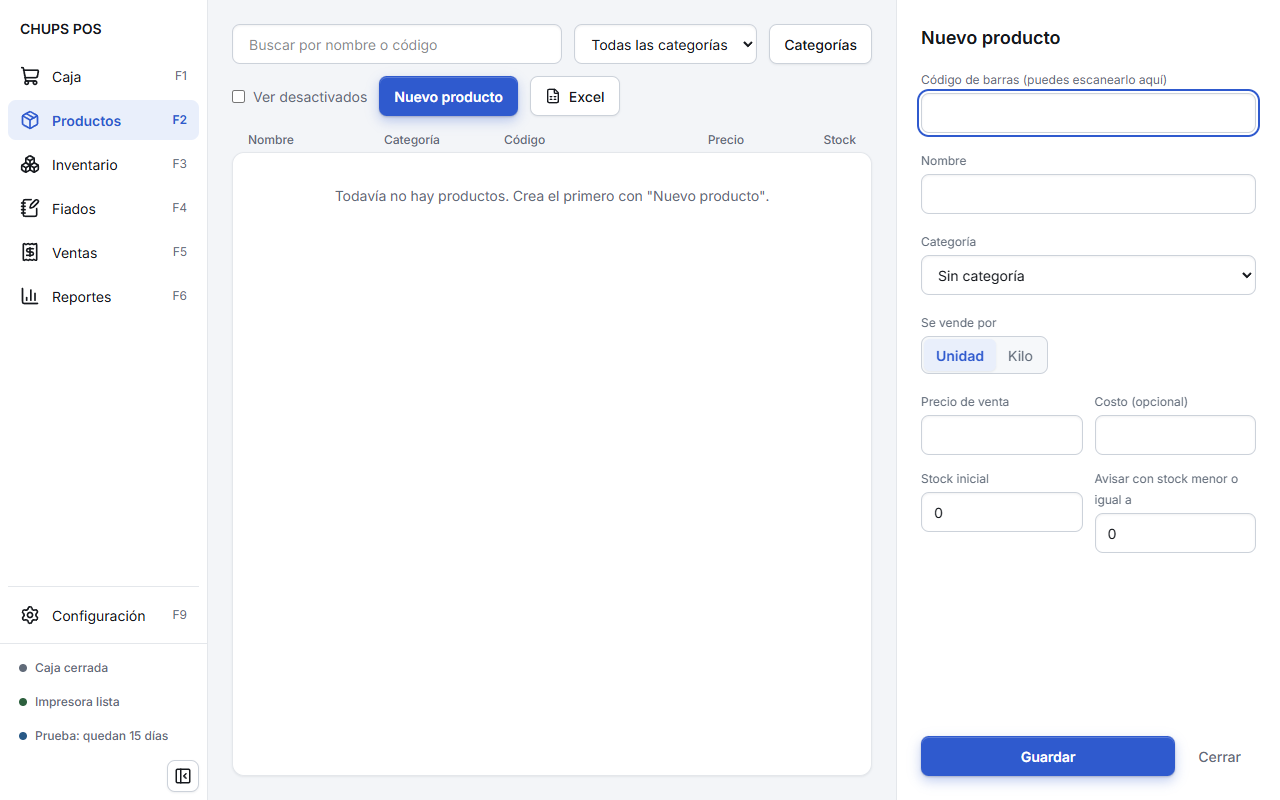 CHUPS POS
Caja F1
Productos F2
Inventario F3
Fiados F4
Ventas F5
Reportes F6
Configuración F9
Caja cerrada
Impresora lista
Prueba: quedan 15 días
Buscar por nombre o código
Todas las categorías
Categorías
Ver desactivados
Nuevo producto
Excel
Nombre Categoría Código Precio Stock
Todavía no hay productos. Crea el primero con "Nuevo producto".
Nuevo producto
Código de barras (puedes escanearlo aquí)
Nombre
Categoría
Sin categoría
Se vende por
Unidad Kilo
Precio de venta
Costo (opcional)
Stock inicial
0
Avisar con stock menor o
igual a
0
Guardar
Cerrar